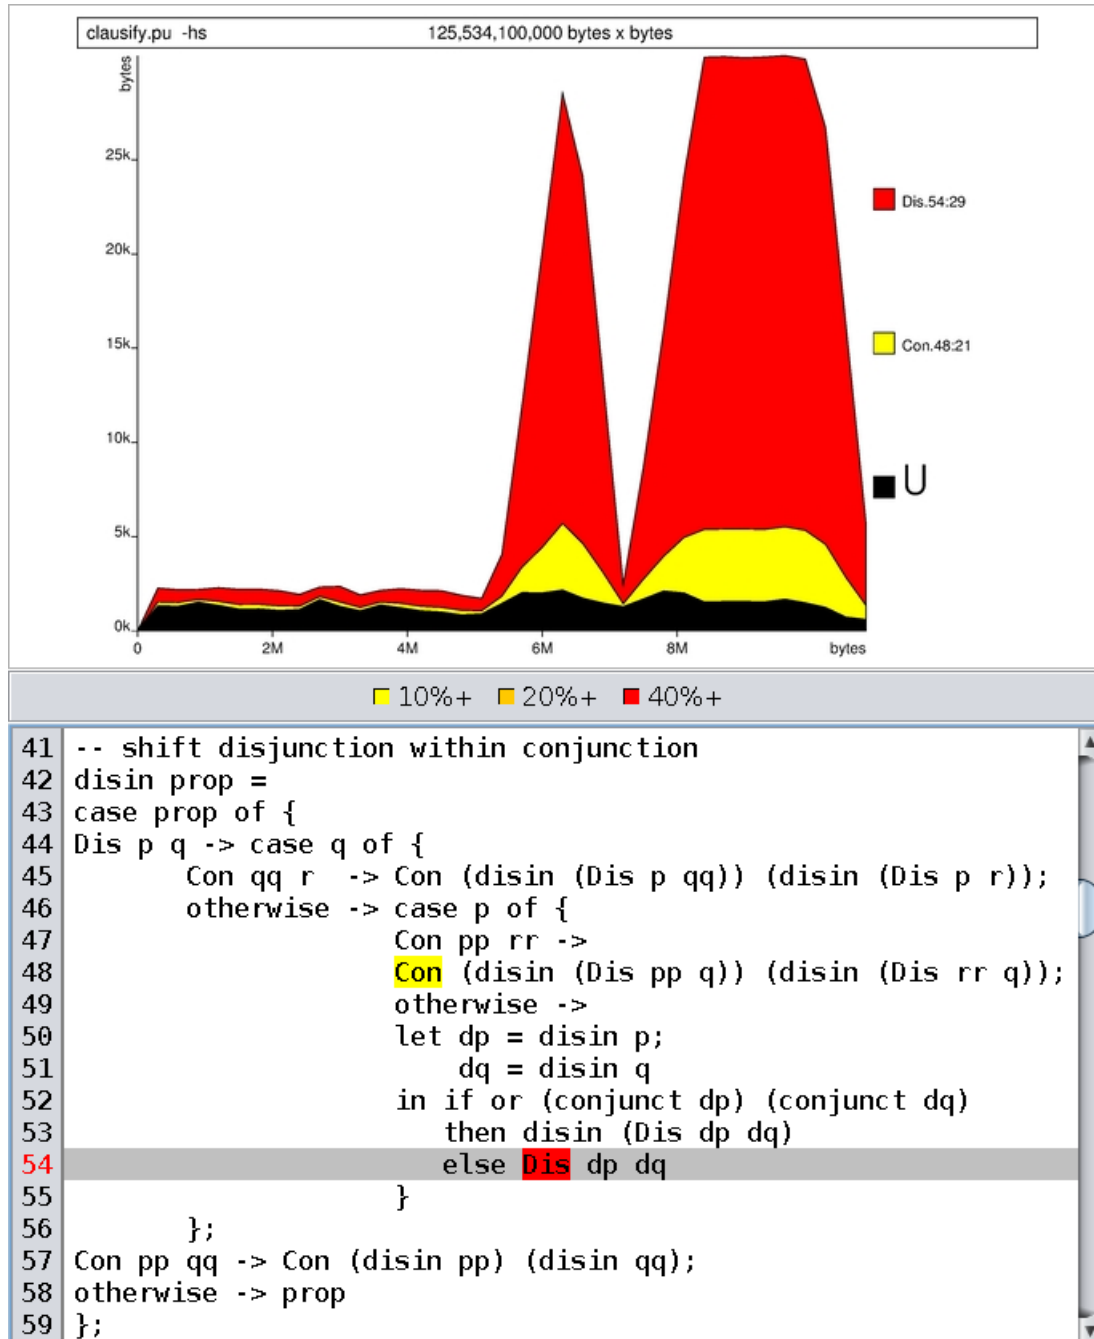 clausify.pu -hs 125,534,100,000 bytes x bytes
bytes
25k
20k
15k
10k
5k
0k
0 2M 4M 6M 8M bytes
Dis.54:29
Con.48:21
U
10%+ 20%+ 40%+
41 -- shift disjunction within conjunction
42 disin prop =
43 case prop of {
44 Dis p q -> case q of {
45 Con qq r -> Con (disin (Dis p qq)) (disin (Dis p r));
46 otherwise -> case p of {
47 Con pp rr ->
48 Con (disin (Dis pp q)) (disin (Dis rr q));
49 otherwise ->
50 let dp = disin p;
51 dq = disin q
52 in if or (conjunct dp) (conjunct dq)
53 then disin (Dis dp dq)
54 else Dis dp dq
55 }
56 };
57 Con pp qq -> Con (disin pp) (disin qq);
58 otherwise -> prop
59 };